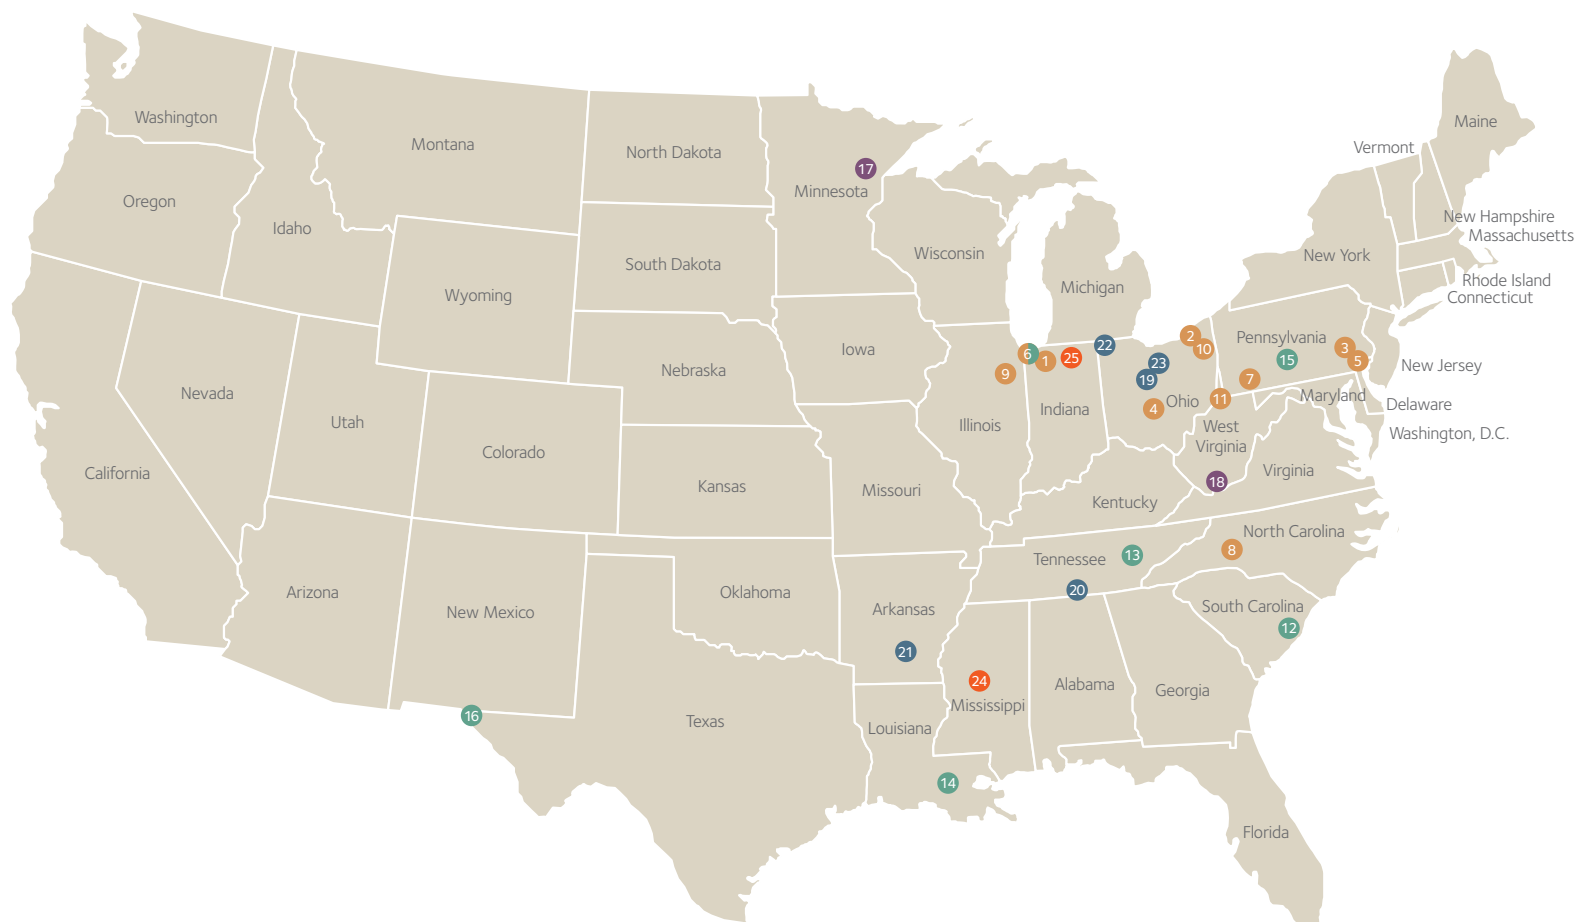 Maine
Washington
Montana
Vermont
North Dakota
17
Minnesota
Oregon
New Hampshire
Idaho
Massachusetts
Wisconsin
New York
South Dakota
Rhode Island
Michigan
Wyoming
Connecticut
2
Pennsylvania
22
10
3
Iowa
6
25
1
15
5
23
New Jersey
Nebraska
9
19
7
Nevada
11
Maryland
Ohio
4
Indiana
Delaware
Utah
Illinois
West
Virginia
Washington, D.C.
Colorado
California
Virginia
18
Kansas
Missouri
Kentucky
North Carolina
8
13
Tennessee
20
Arizona
Oklahoma
New Mexico
Arkansas
South Carolina
12
21
24
Alabama
Georgia
Mississippi
16
Texas
Louisiana
14
Florida